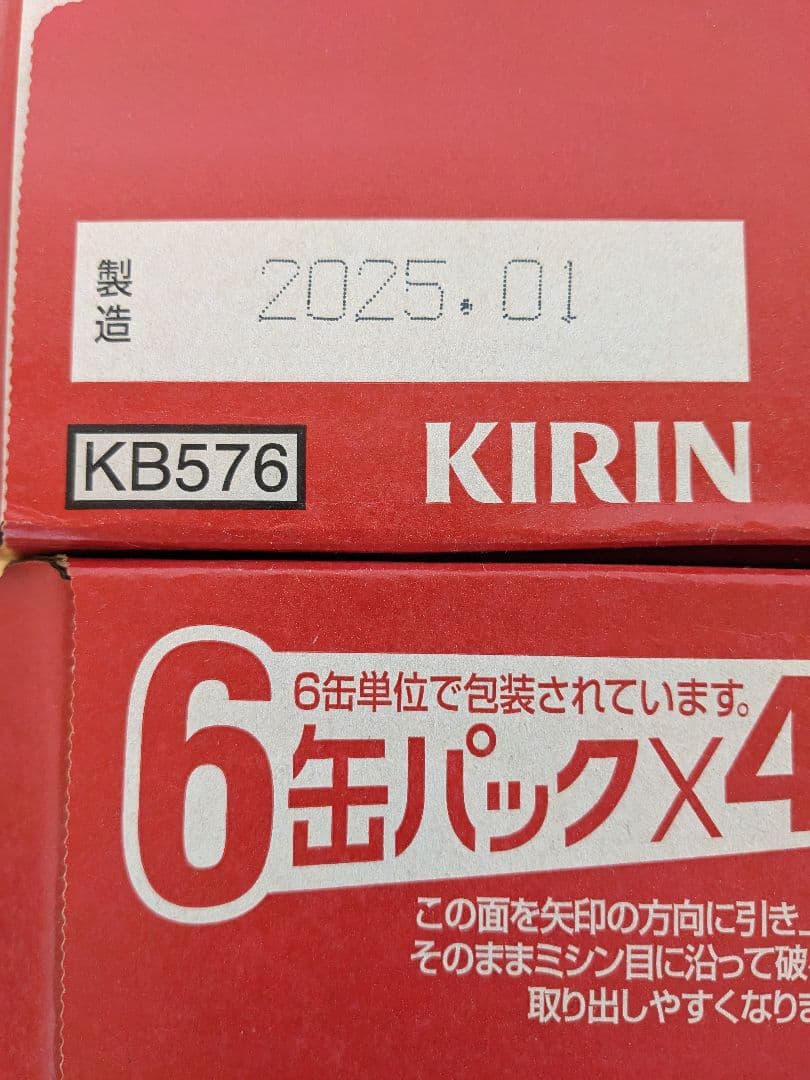 製造
2025.01
KB576
KIRIN
6缶単位で包装されています。
6缶パック×4
この面を矢印の方向に引き上
そのままミシン目に沿って破
取り出しやすくなりま